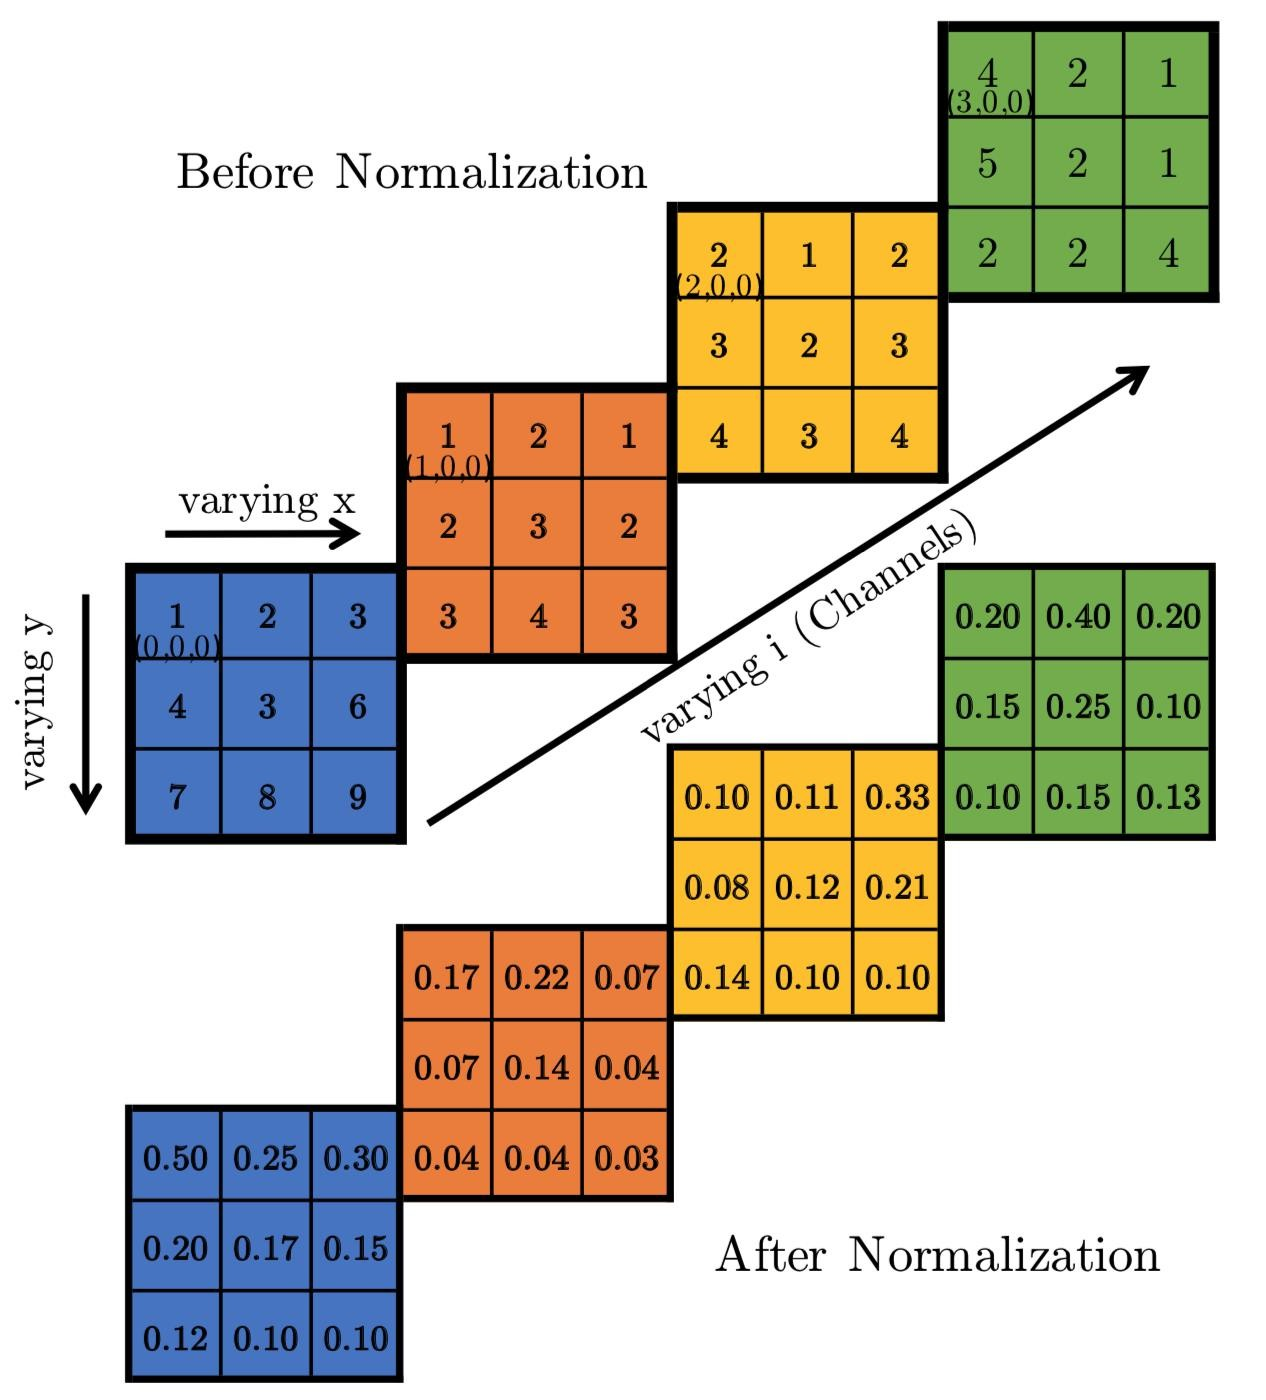 Before Normalization
4 2 1
(3,0,0)
5 2 1
2 2 4
2 1 2
(2,0,0)
3 2 3
4 3 4
1 2 1
(1,0,0)
2 3 2
3 4 3
varying x
varying y
1 2 3
(0,0,0)
4 3 6
7 8 9
varying i (Channels)
0.20 0.40 0.20
0.15 0.25 0.10
0.10 0.15 0.13
0.10 0.11 0.33
0.08 0.12 0.21
0.14 0.10 0.10
0.17 0.22 0.07
0.07 0.14 0.04
0.04 0.04 0.03
0.50 0.25 0.30
0.20 0.17 0.15
0.12 0.10 0.10
After Normalization